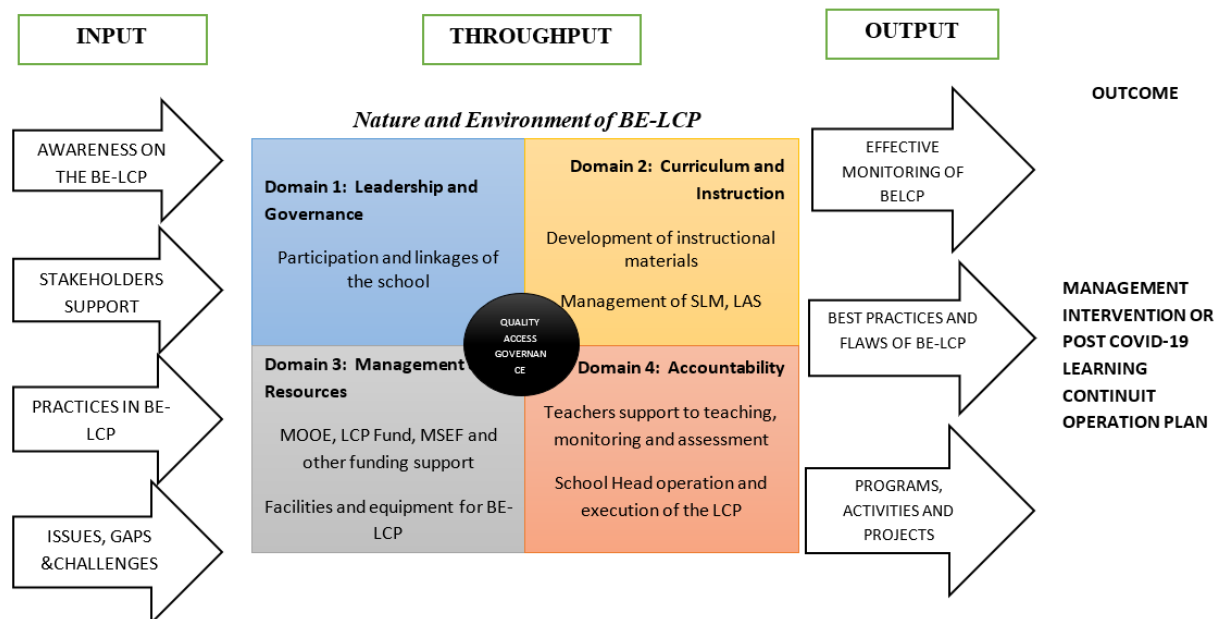 INPUT
THROUGHPUT
OUTPUT
OUTCOME
Nature and Environment of BE-LCP
AWARENESS ON
THE BE-LCP
STAKEHOLDERS
SUPPORT
PRACTICES IN BE-
LCP
ISSUES, GAPS
&CHALLENGES
Domain 1:  Leadership and
Governance
Participation and linkages of
the school
Domain 2:  Curriculum and
Instruction
Development of instructional
materials
Management of SLM, LAS
QUALITY
ACCESS
GOVERNAN
CE
Domain 3:  Management
Resources
MOOE, LCP Fund, MSEF and
other funding support
Facilities and equipment for BE-
LCP
Domain 4:  Accountability
Teachers support to teaching,
monitoring and assessment
School Head operation and
execution of the LCP
EFFECTIVE
MONITORING OF
BELCP
BEST PRACTICES AND
FLAWS OF BE-LCP
PROGRAMS,
ACTIVITIES AND
PROJECTS
MANAGEMENT
INTERVENTION OR
POST COVID-19
LEARNING
CONTINUIT
OPERATION PLAN